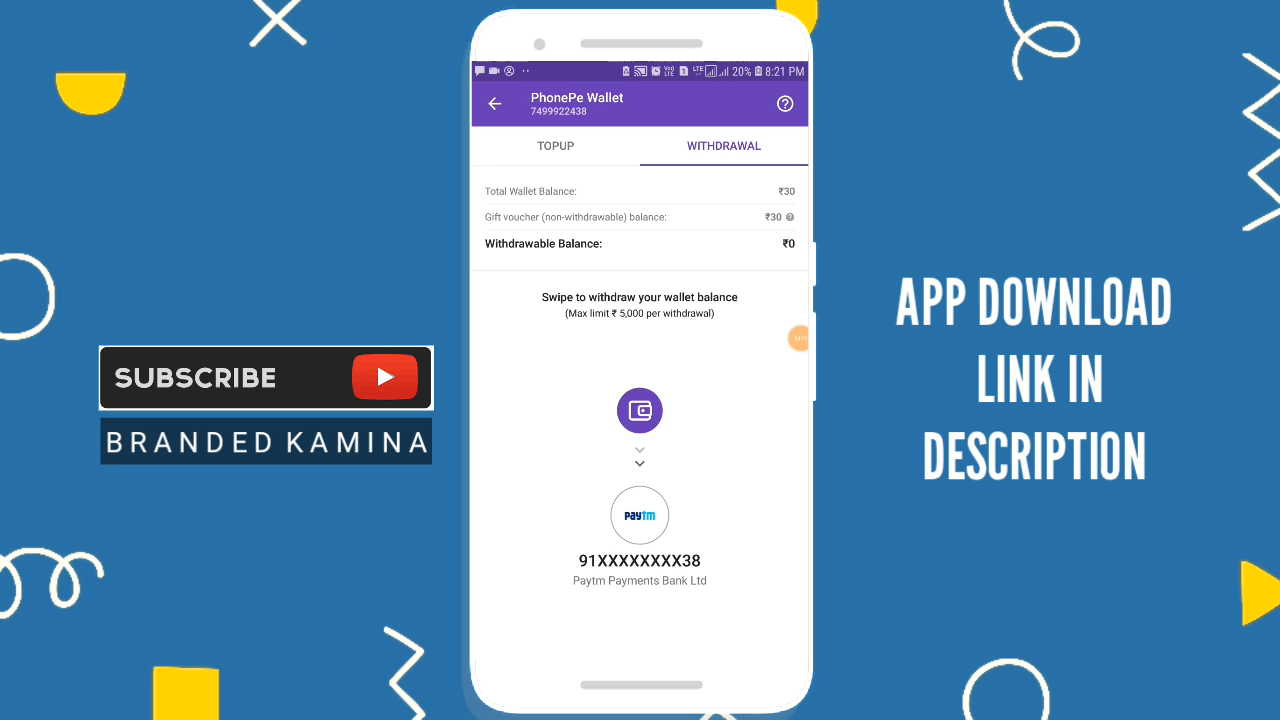 20% 8:21 PM
PhonePe Wallet
7499922438
TOPUP WITHDRAWAL
Total Wallet Balance: ₹30
Gift voucher (non-withdrawable) balance: ₹30
Withdrawable Balance: ₹0
Swipe to withdraw your wallet balance
(Max limit ₹ 5,000 per withdrawal)
paytm
91XXXXXXXX38
Paytm Payments Bank Ltd
SUBSCRIBE
BRANDED KAMINA
APP DOWNLOAD
LINK IN
DESCRIPTION